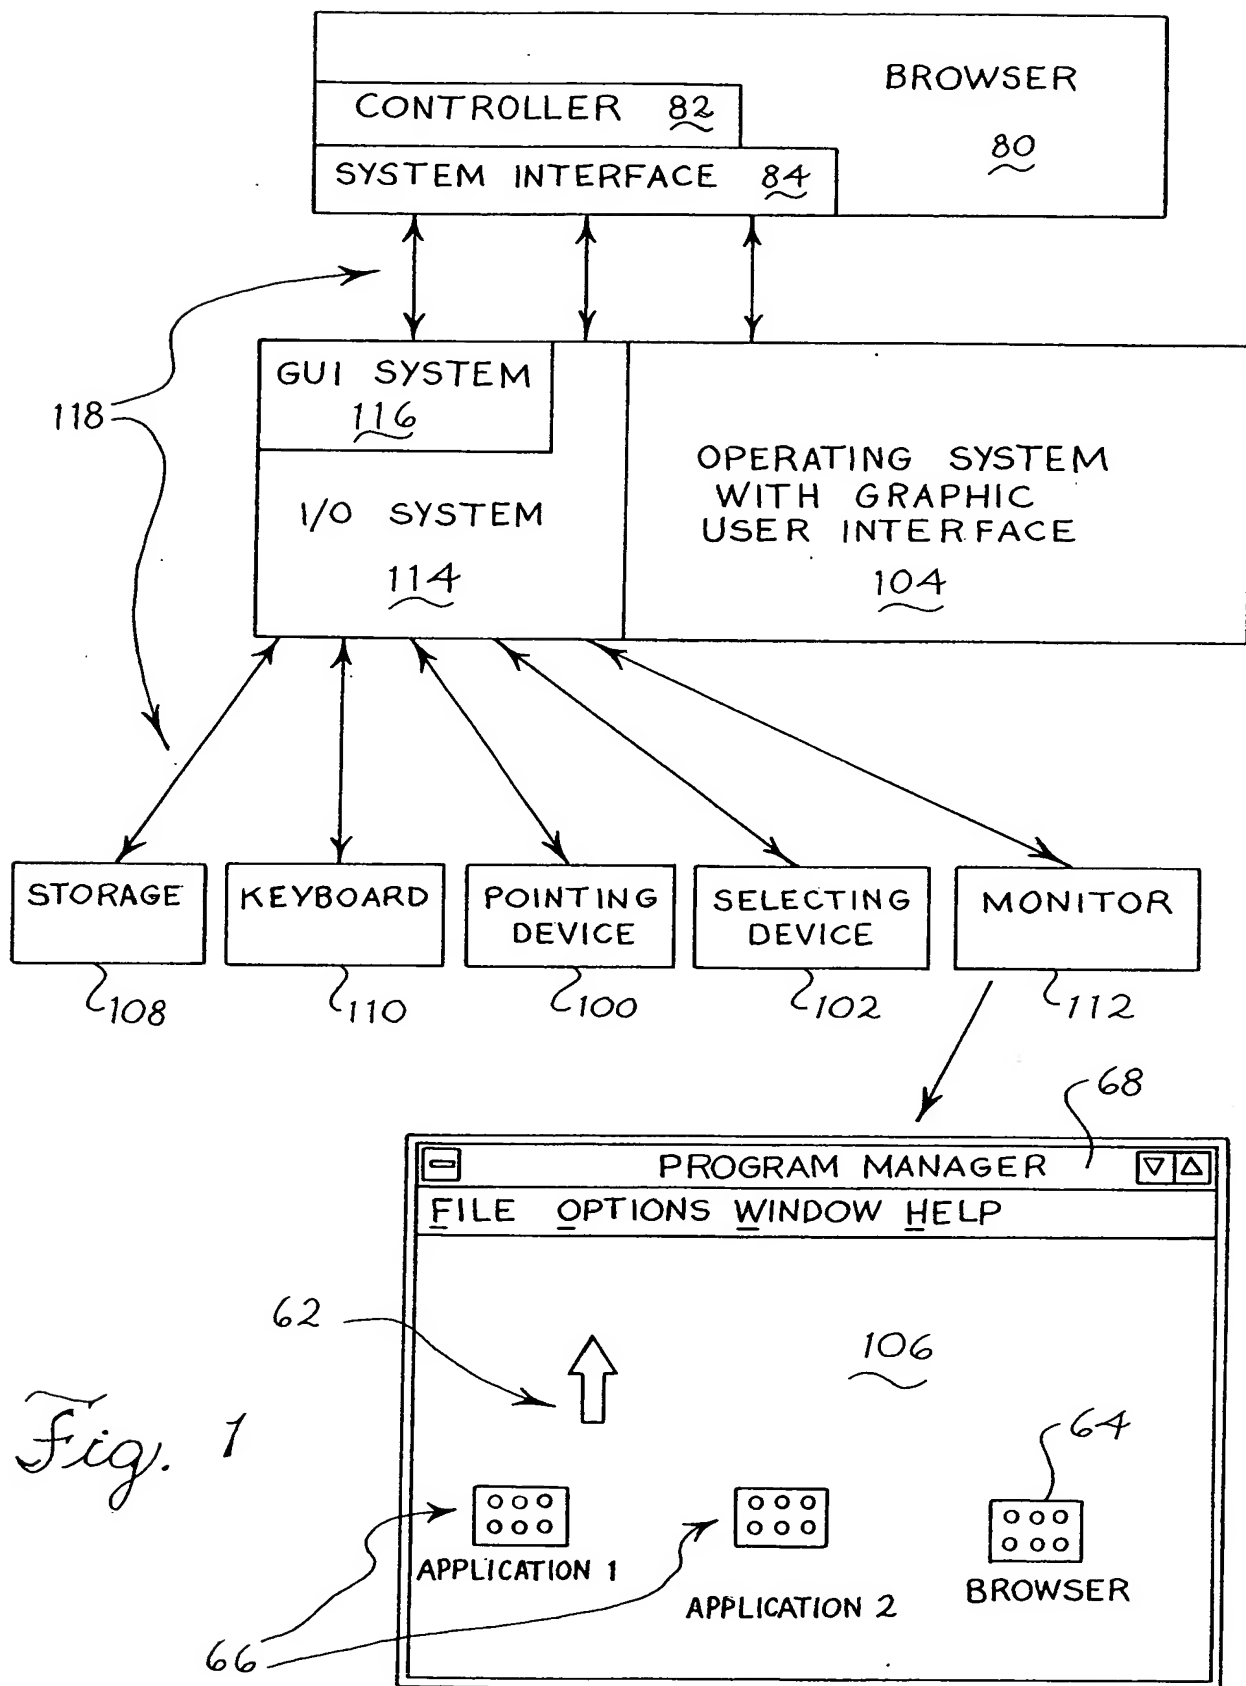 BROWSER
80
CONTROLLER 82
SYSTEM INTERFACE 84
118
GUI SYSTEM
116
I/O SYSTEM
114
OPERATING SYSTEM
WITH GRAPHIC
USER INTERFACE
104
STORAGE
KEYBOARD
POINTING
DEVICE
SELECTING
DEVICE
MONITOR
108
110
100
102
112
68
PROGRAM MANAGER
FILE OPTIONS WINDOW HELP
62
106
64
Fig. 1
APPLICATION 1
APPLICATION 2
BROWSER
66